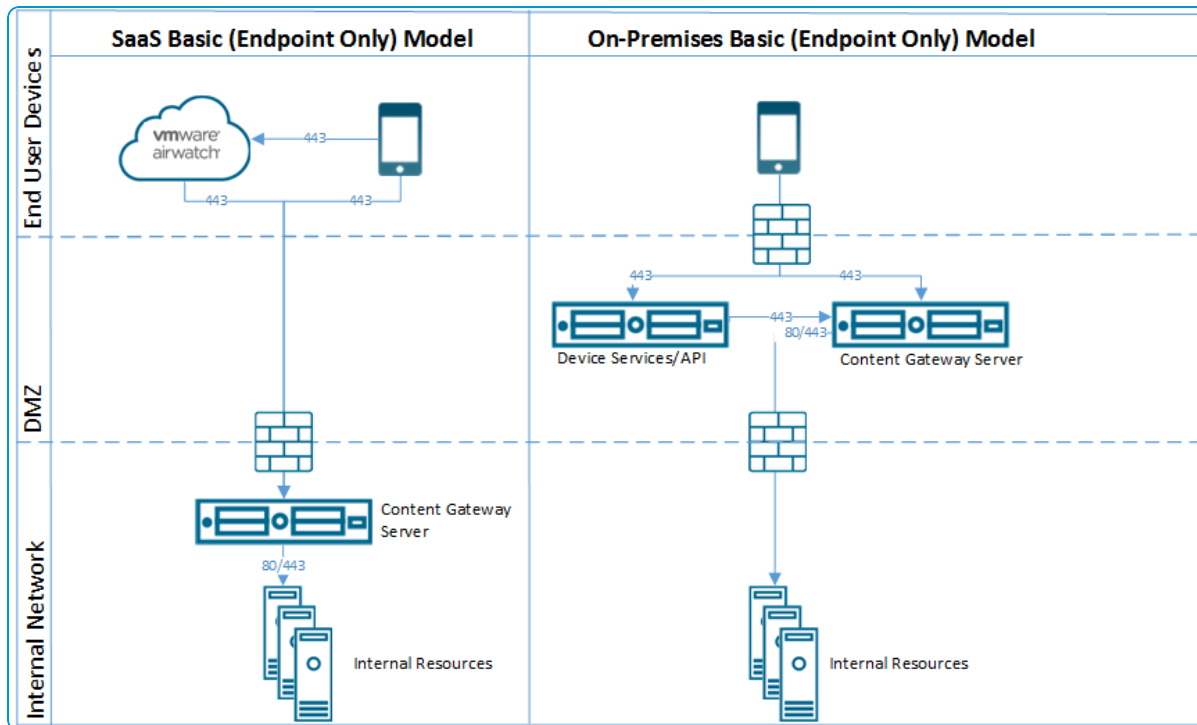 SaaS Basic (Endpoint Only) Model
On-Premises Basic (Endpoint Only) Model
End User Devices
vmware
airwatch
443
443
443
443
443
DMZ
443
80/443
Device Services/API
Content Gateway Server
Internal Network
Content Gateway
Server
80/443
Internal Resources
Internal Resources